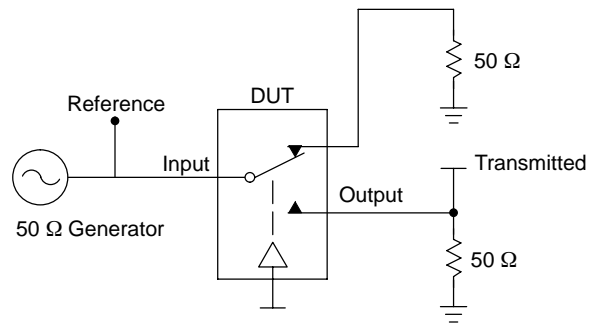 50 Ω
DUT
Reference
Input
Transmitted
Output
50 Ω Generator
50 Ω